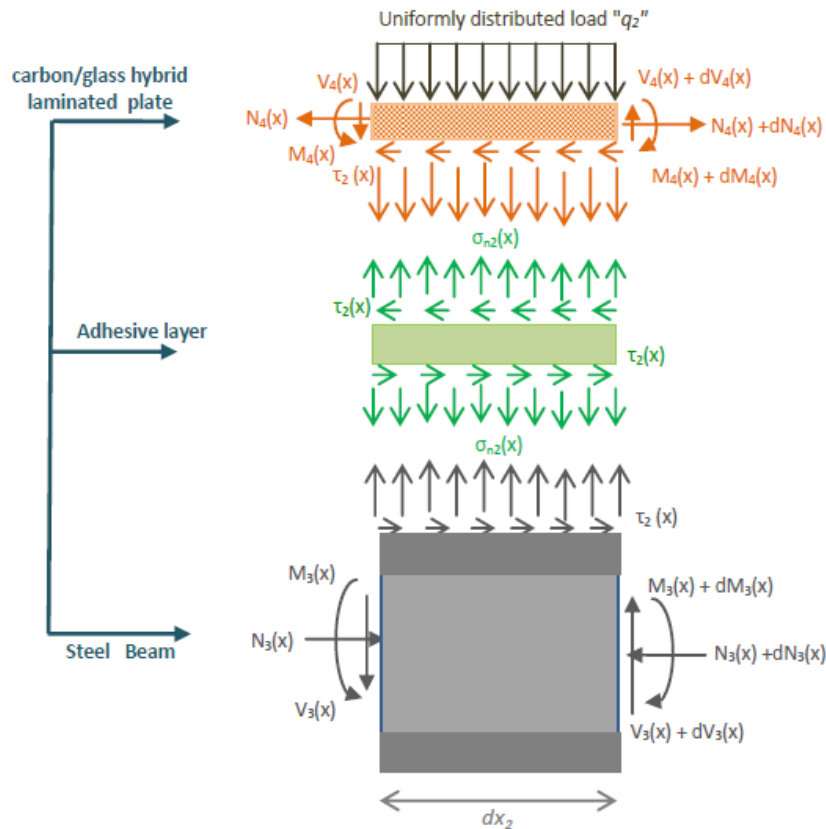 Uniformly distributed load "q₂"
carbon/glass hybrid
laminated plate
V₄(x)
V₄(x) + dV₄(x)
N₄(x)
N₄(x) +dN₄(x)
M₄(x)
τ₂ (x)
M₄(x) + dM₄(x)
σₙ₂(x)
τ₂(x)
Adhesive layer
τ₂(x)
σₙ₂(x)
τ₂ (x)
M₃(x)
M₃(x) + dM₃(x)
N₃(x)
Steel Beam
N₃(x) +dN₃(x)
V₃(x)
V₃(x) + dV₃(x)
dx₂